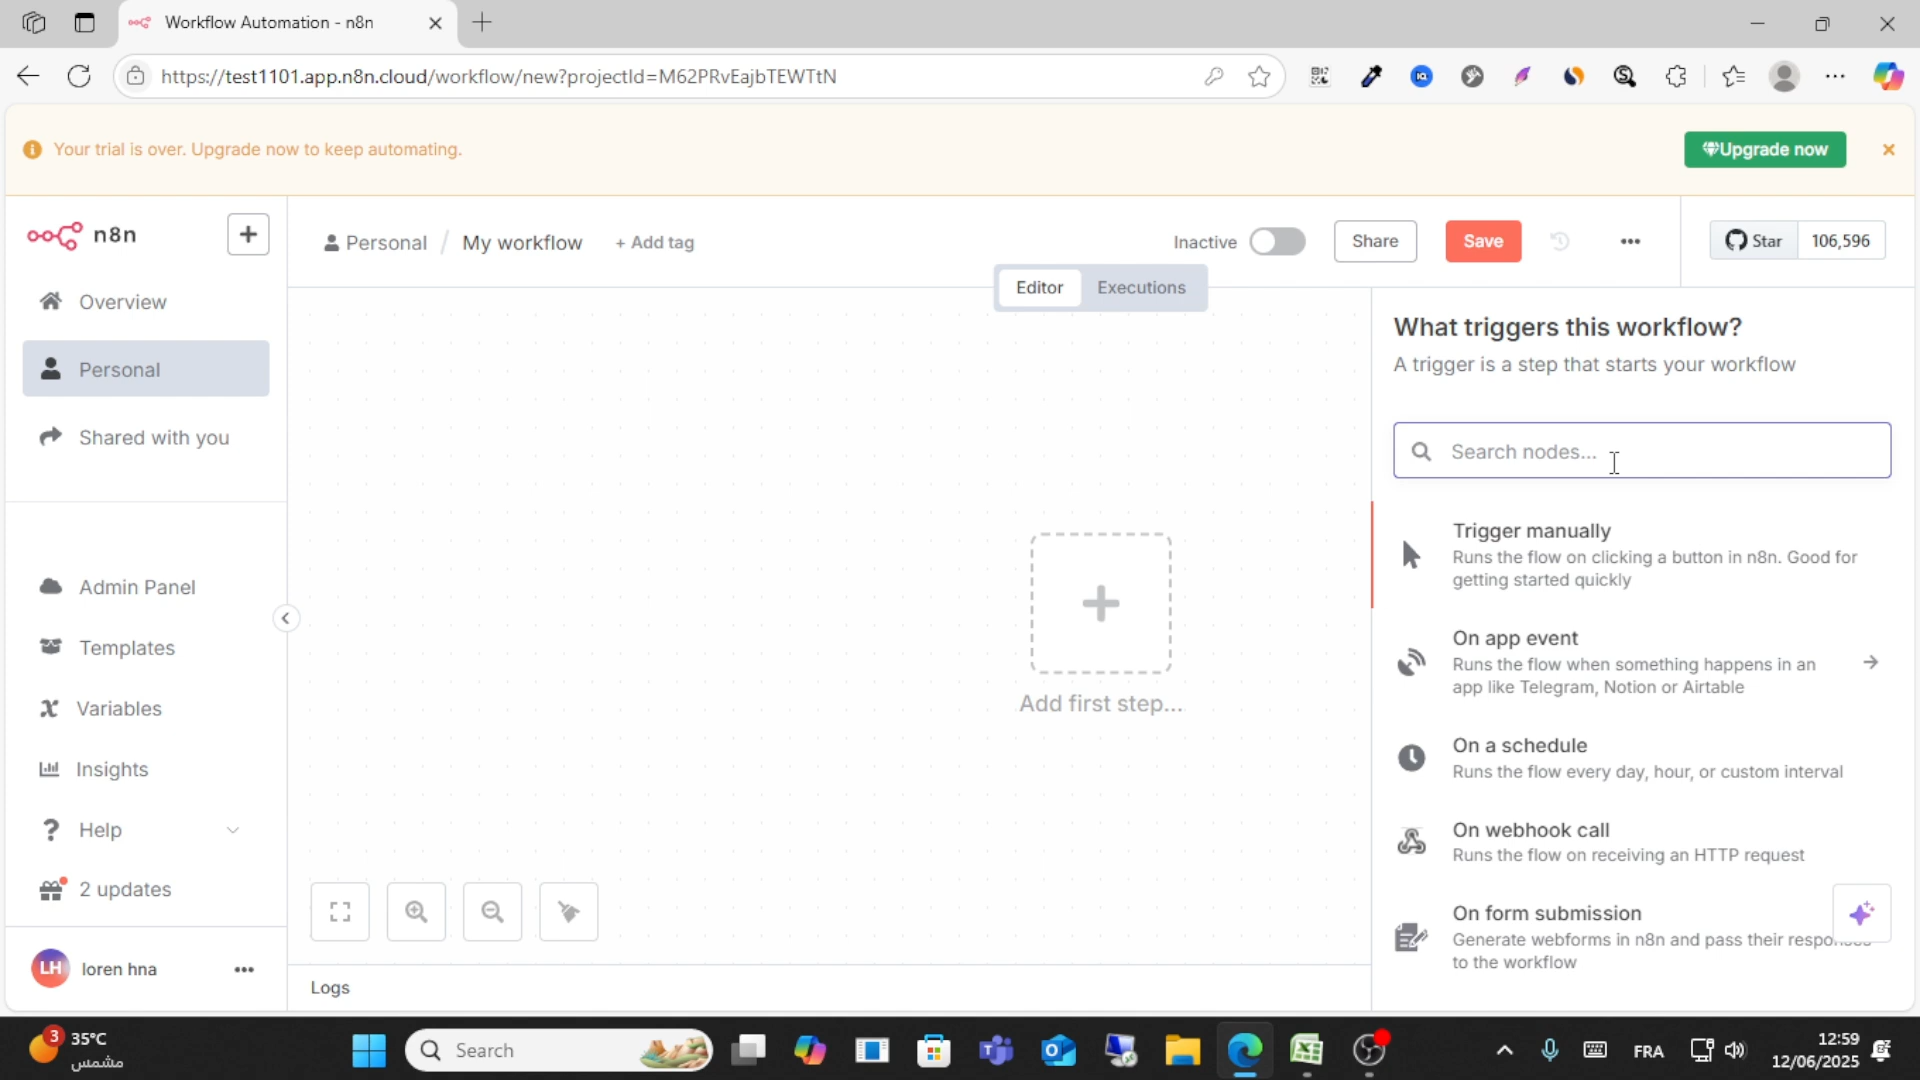 Workflow Automation - n8n
https://test1101.app.n8n.cloud/workflow/new?projectId=M62PRvEajbTEWTtN
Your trial is over. Upgrade now to keep automating.
Upgrade now
n8n
Personal / My workflow + Add tag
Inactive
Share
Save
Star 106,596
Editor Executions
Overview
Personal
Shared with you
Admin Panel
Templates
Variables
Insights
Help
2 updates
LH loren hna
Add first step...
Logs
What triggers this workflow?
A trigger is a step that starts your workflow
Search nodes...
Trigger manually
Runs the flow on clicking a button in n8n. Good for
getting started quickly
On app event
Runs the flow when something happens in an
app like Telegram, Notion or Airtable
On a schedule
Runs the flow every day, hour, or custom interval
On webhook call
Runs the flow on receiving an HTTP request
On form submission
Generate webforms in n8n and pass their
to the workflow
3 35°C
مشمس
Search
FRA
12:59
12/06/2025